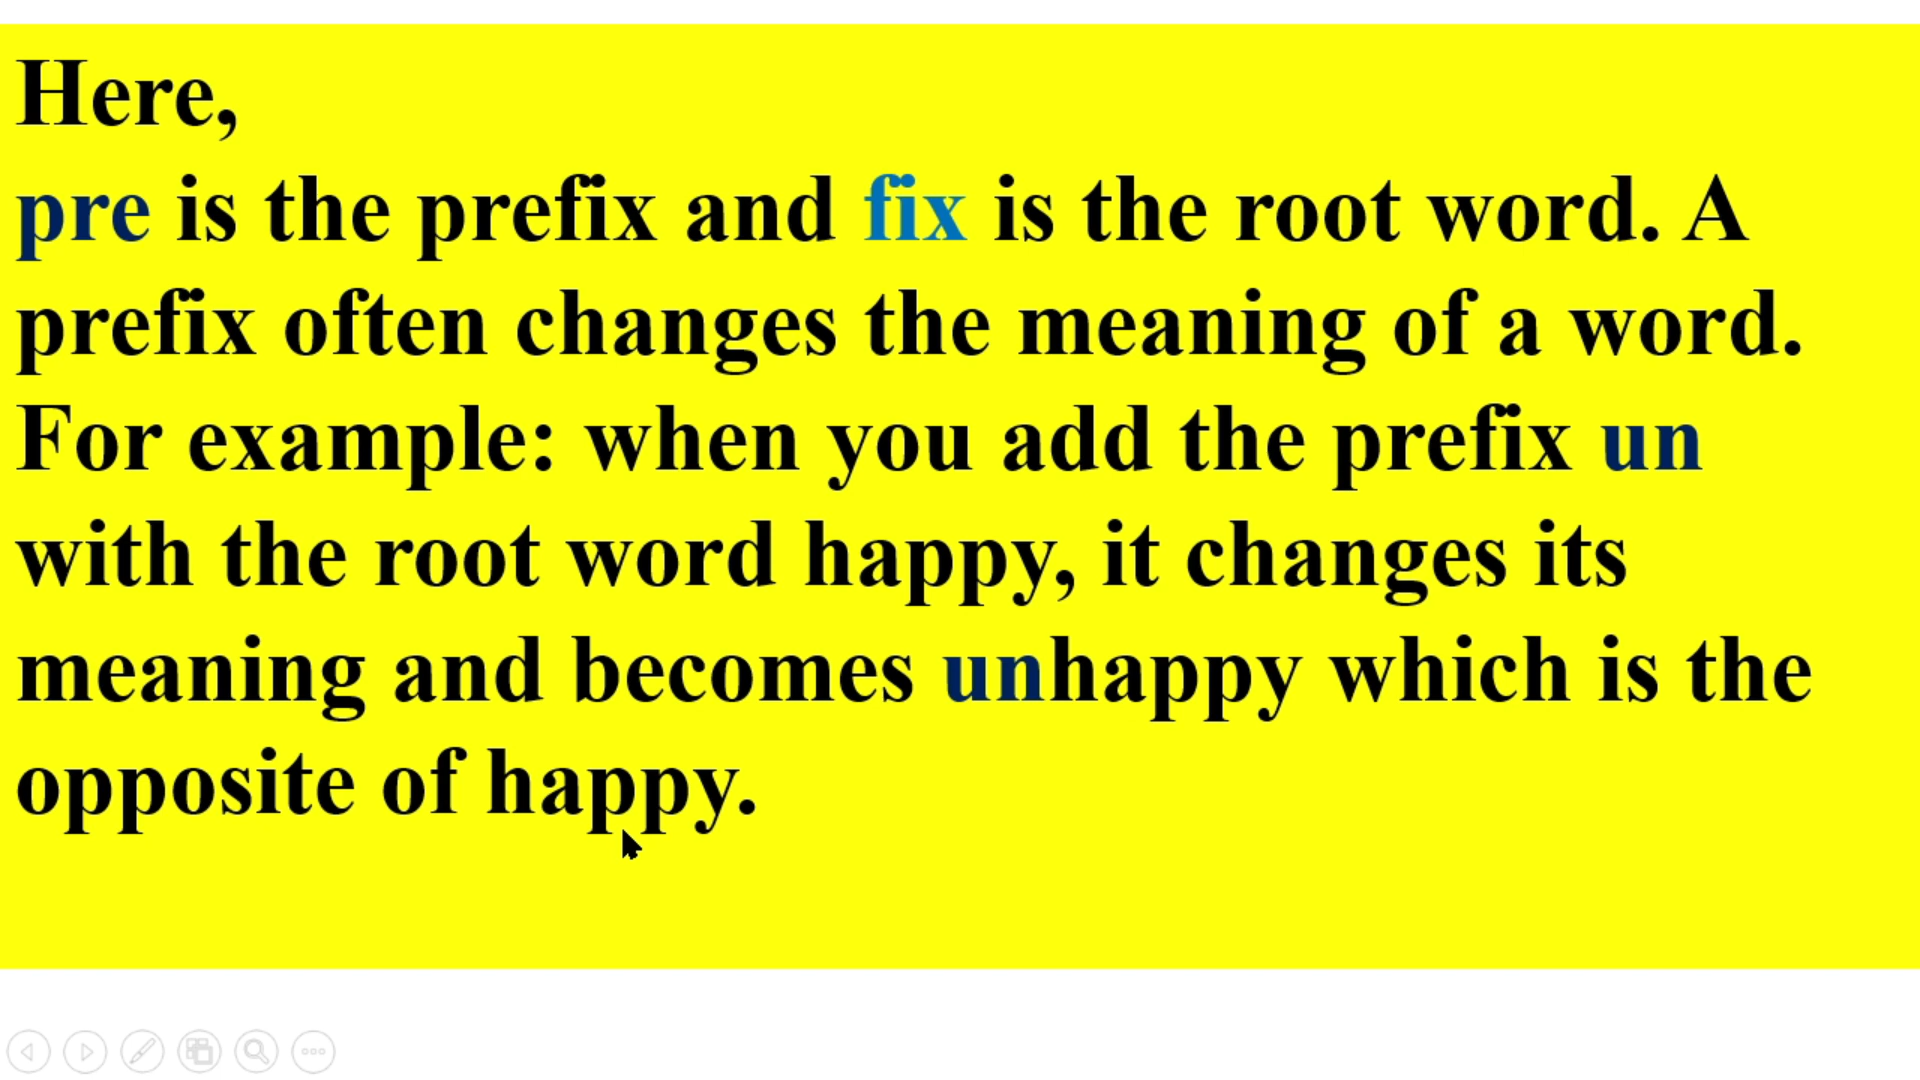 Here,
pre is the prefix and fix is the root word. A
prefix often changes the meaning of a word.
For example: when you add the prefix un
with the root word happy, it changes its
meaning and becomes unhappy which is the
opposite of happy.